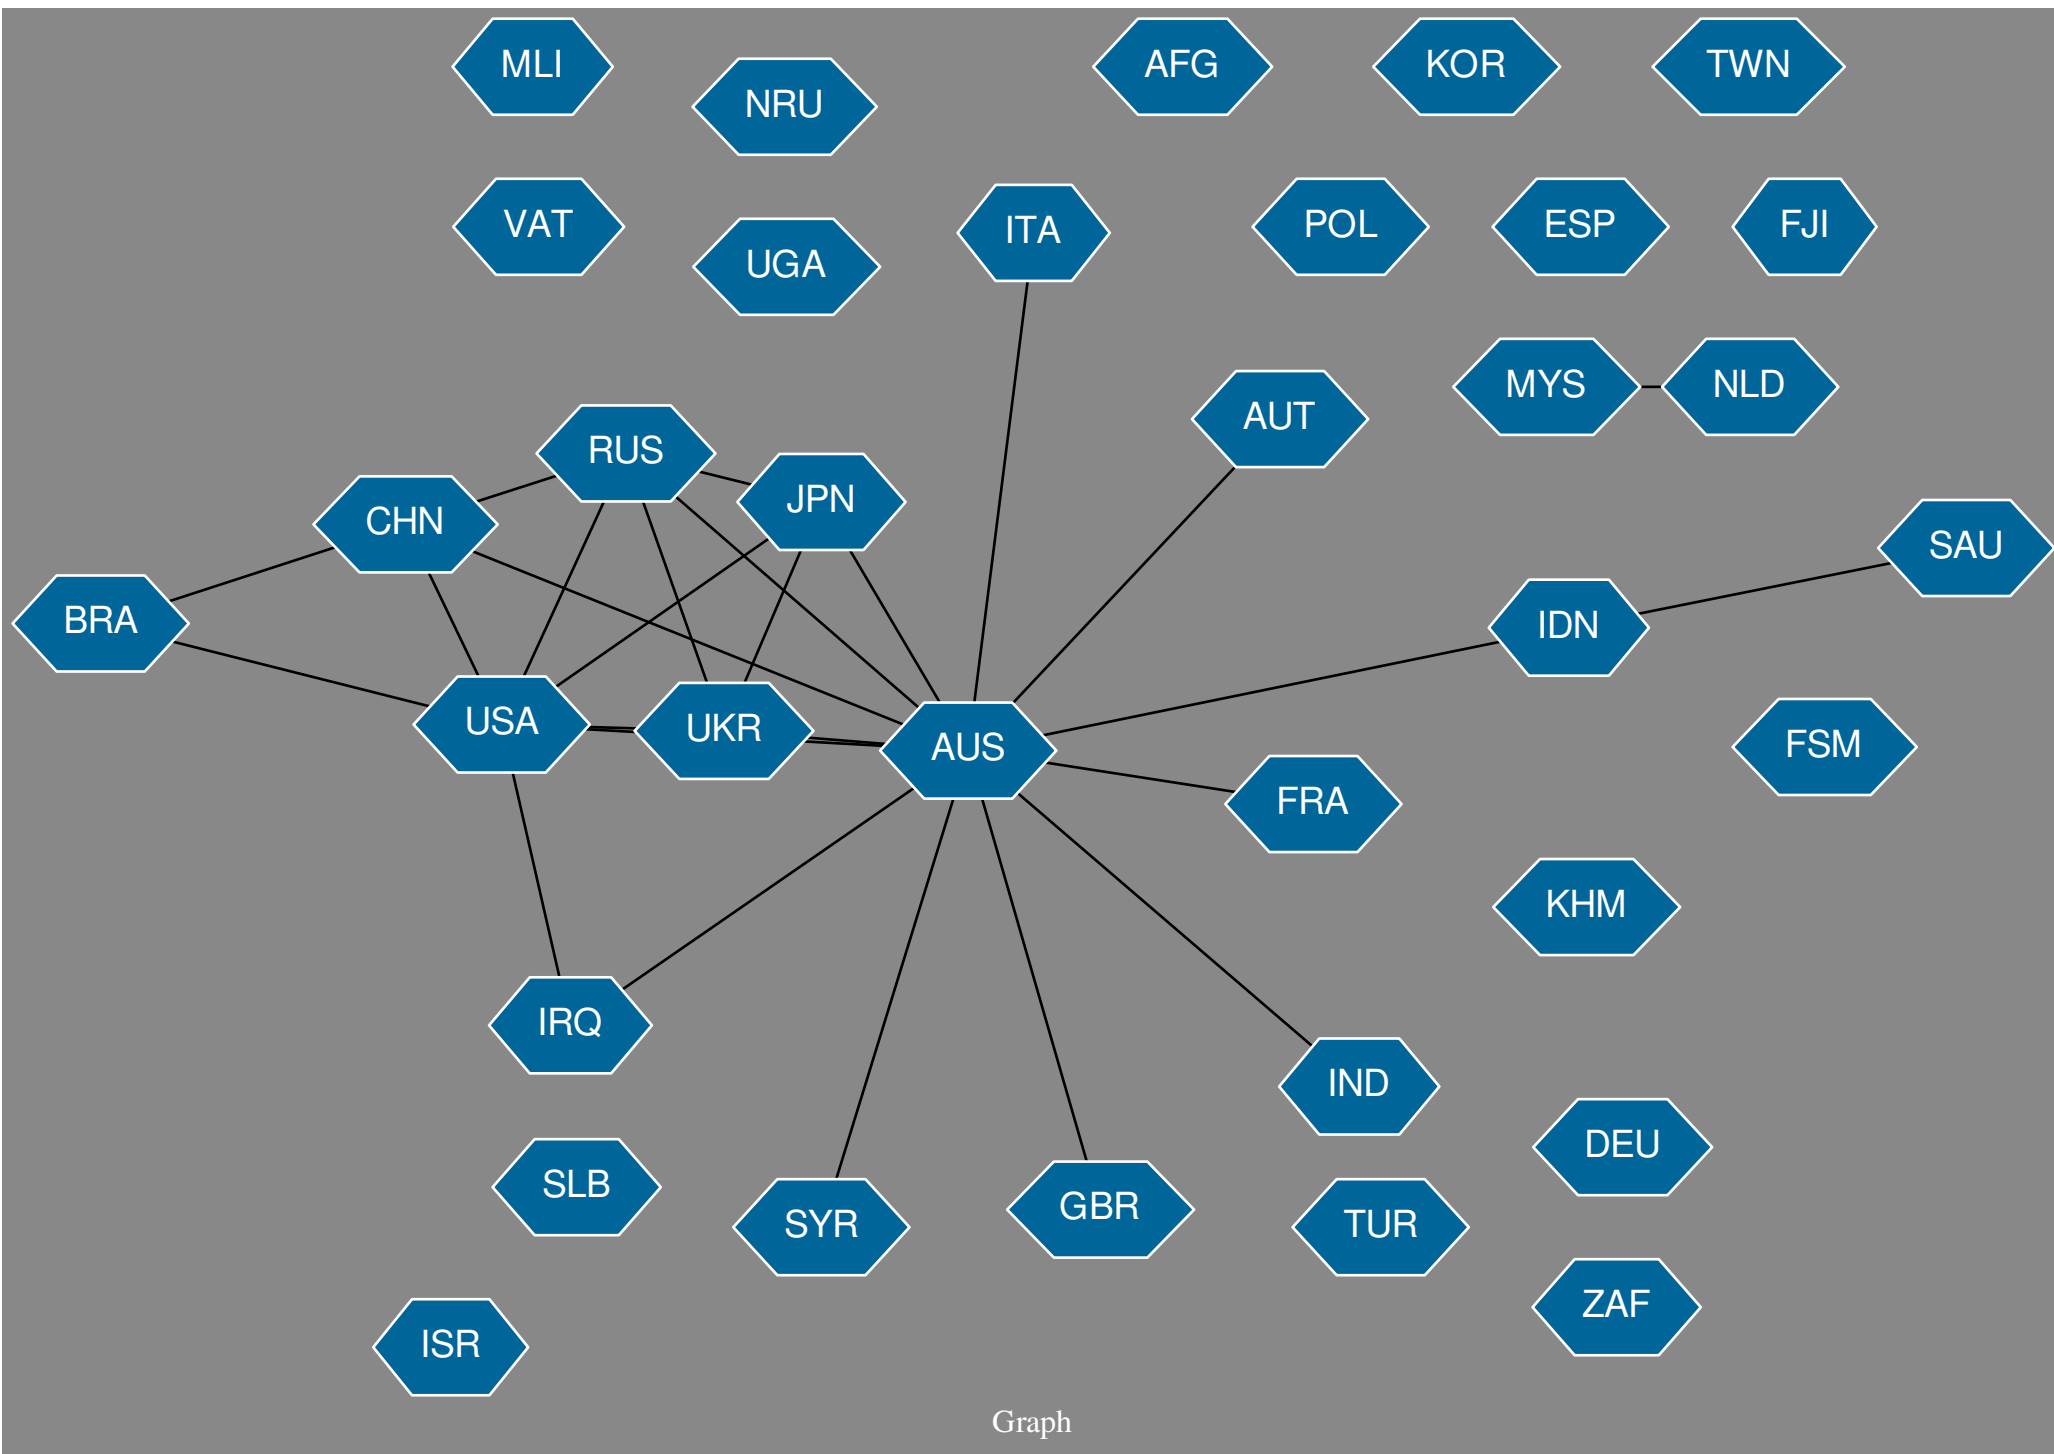 MLI
AFG
KOR
TWN
NRU
VAT
ITA
POL
ESP
FJI
UGA
MYS
NLD
AUT
RUS
JPN
CHN
SAU
BRA
IDN
USA
UKR
AUS
FSM
FRA
KHM
IRQ
IND
DEU
SLB
GBR
SYR
TUR
ZAF
ISR
Graph